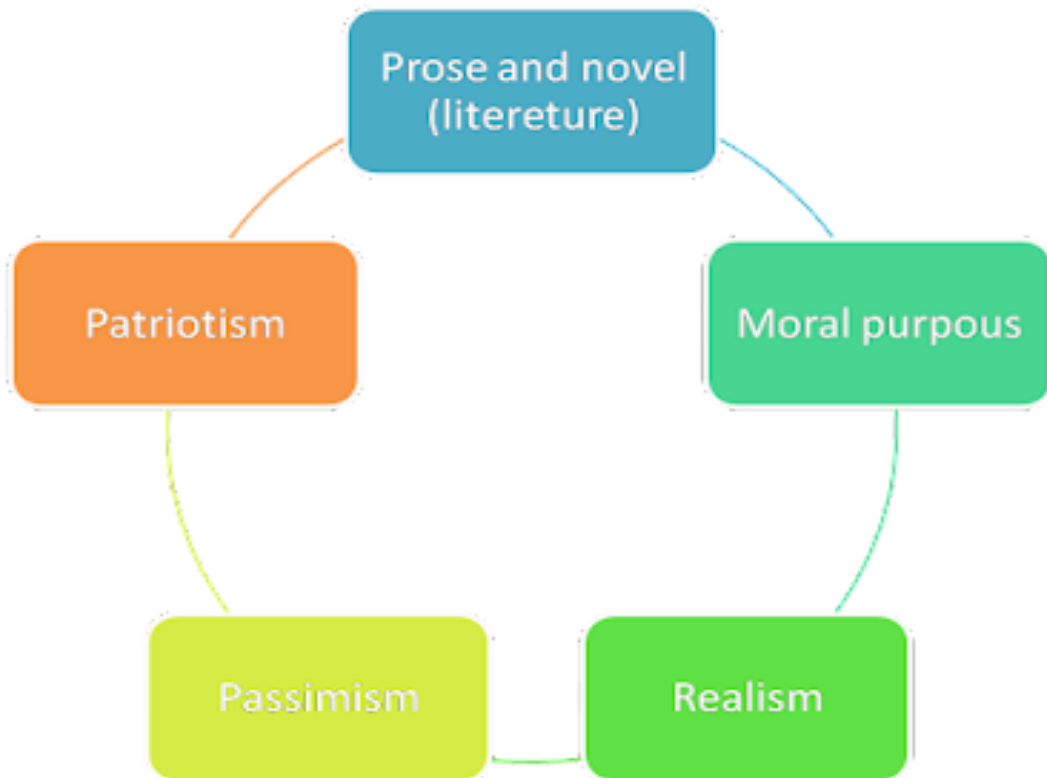 Prose and novel
(litereture)
Patriotism
Moral purpous
Passimism
Realism